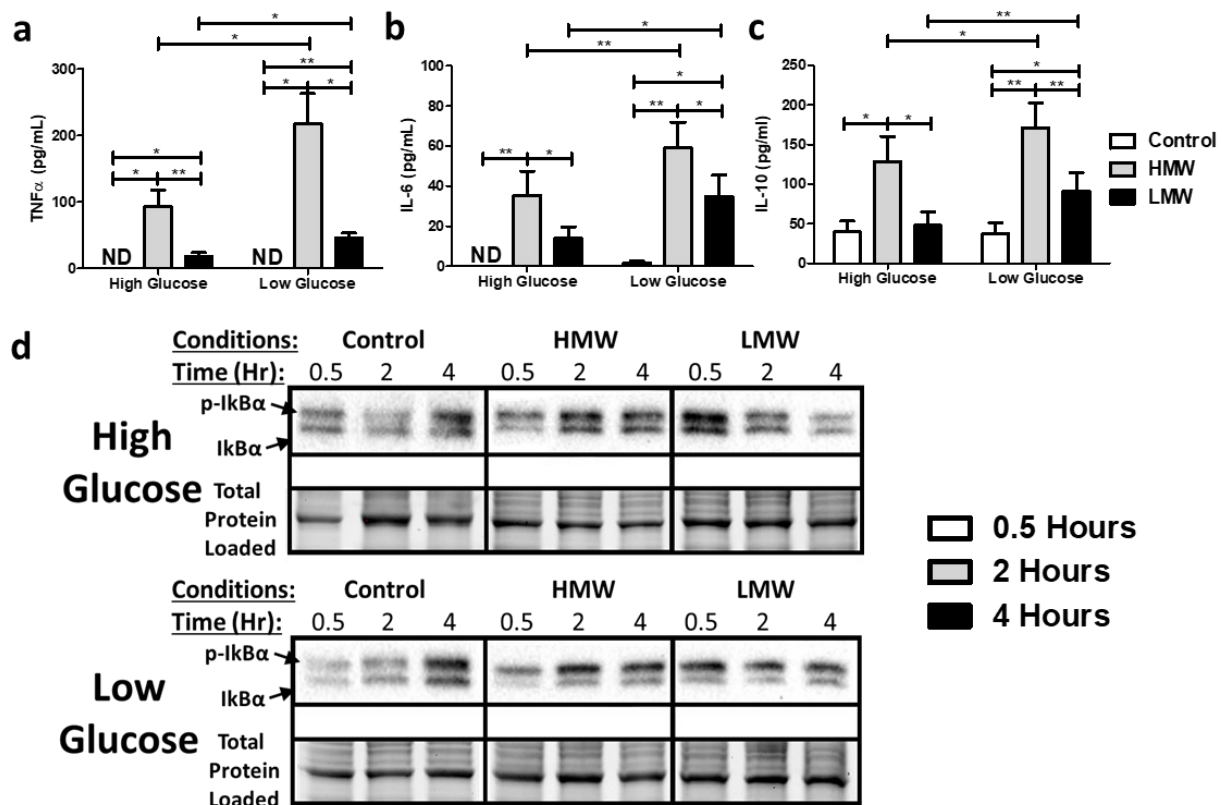 a
*
*
**
*
*
*
*
*
**
TNFα (pg/mL)
300
200
100
0
ND
ND
High Glucose
Low Glucose
b
*
**
*
**
*
**
*
IL-6 (pg/mL)
100
80
60
40
20
0
ND
High Glucose
Low Glucose
c
**
*
*
**
**
*
*
IL-10 (pg/ml)
250
200
150
100
50
0
High Glucose
Low Glucose
Control
HMW
LMW
d
Conditions: Control HMW LMW
Time (Hr): 0.5 2 4 0.5 2 4 0.5 2 4
p-IkBα
IkBα
High
Glucose
Total
Protein
Loaded
Conditions: Control HMW LMW
Time (Hr): 0.5 2 4 0.5 2 4 0.5 2 4
p-IkBα
IkBα
Low
Glucose
Total
Protein
Loaded
0.5 Hours
2 Hours
4 Hours